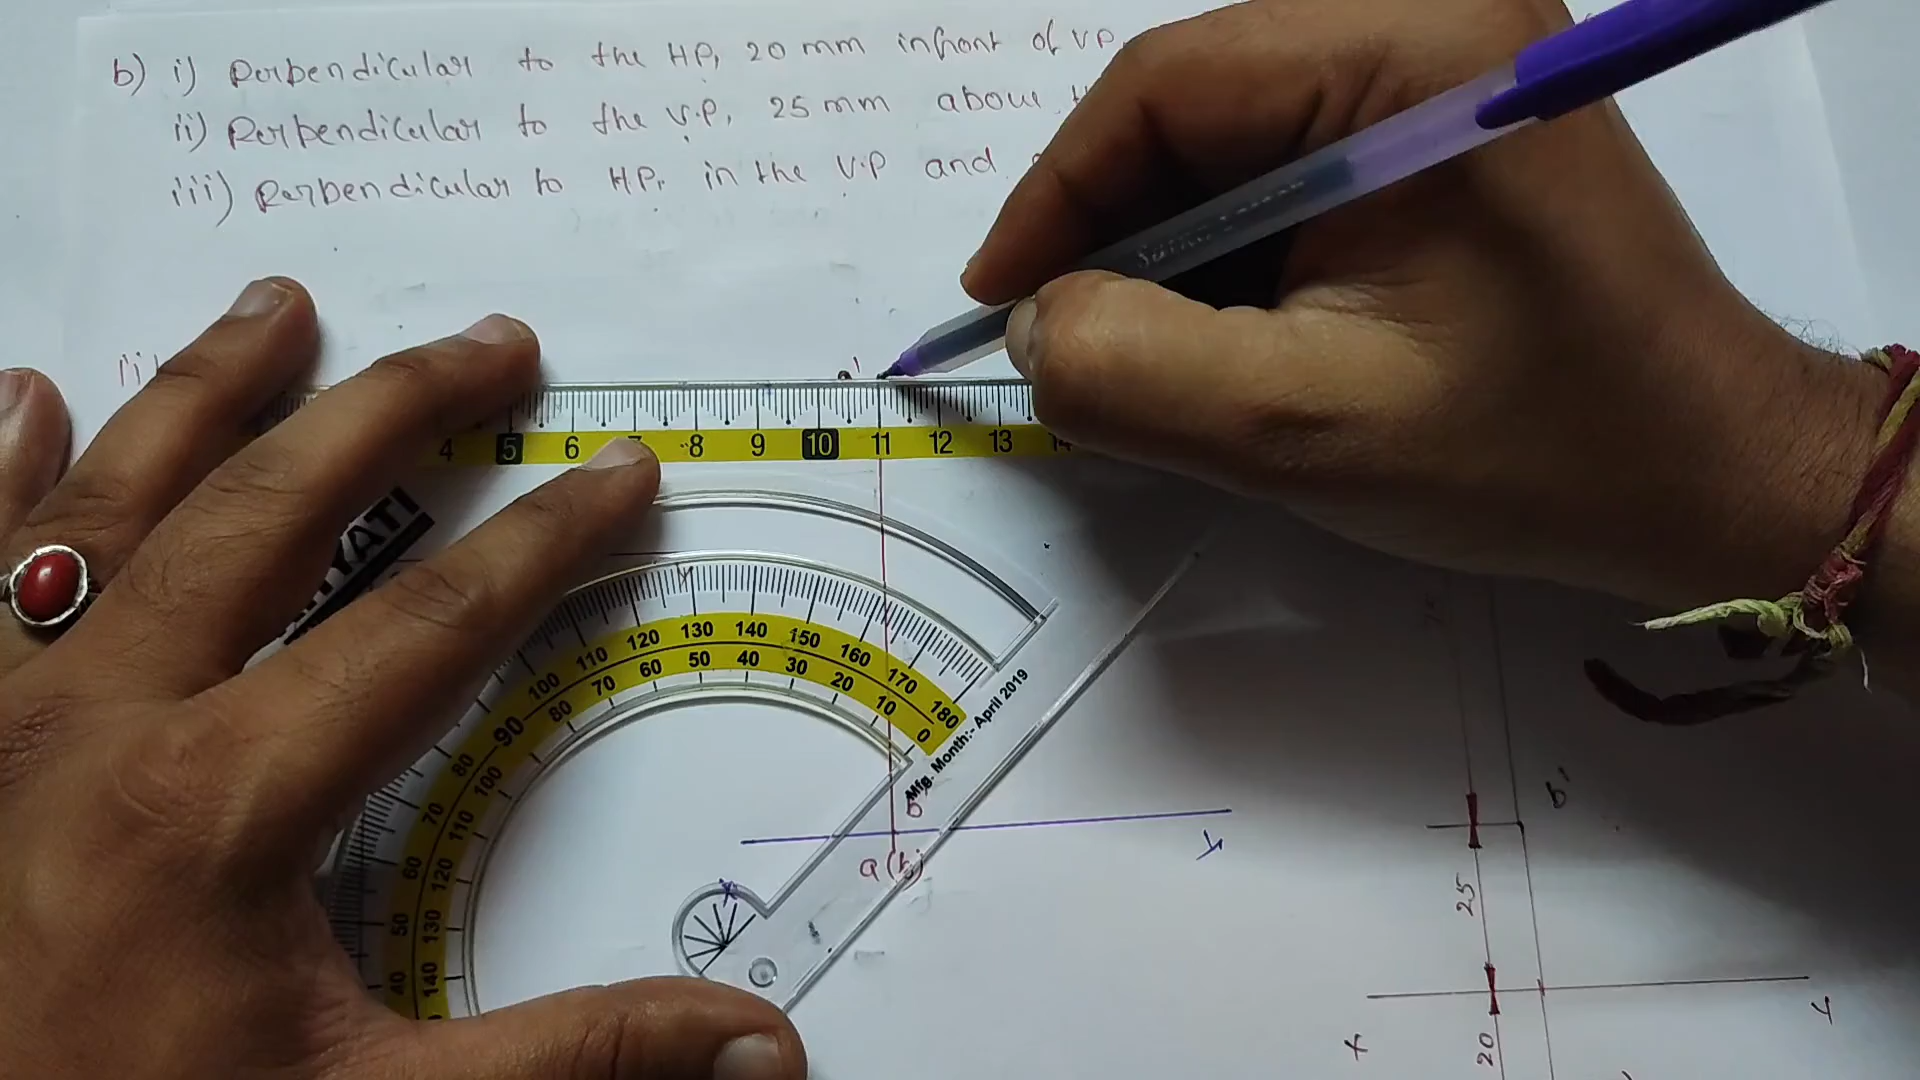 b) i) Perpendicular to the HP, 20 mm infront of VP,
ii) Perpendicular to the V.P, 25 mm above
iii) Perpendicular to HP, in the V.P and
a'
4 5 6 7 8 9 10 11 12 13 14
100 110 120 130 140 150 160 170 180
90 80 70 60 50 40 30 20 10 0
80 70 60 50 40
100 110 120 130 140
Mfg. Month:- April 2019
b'
a(b)
X
Y
b'
25
X
Y
20